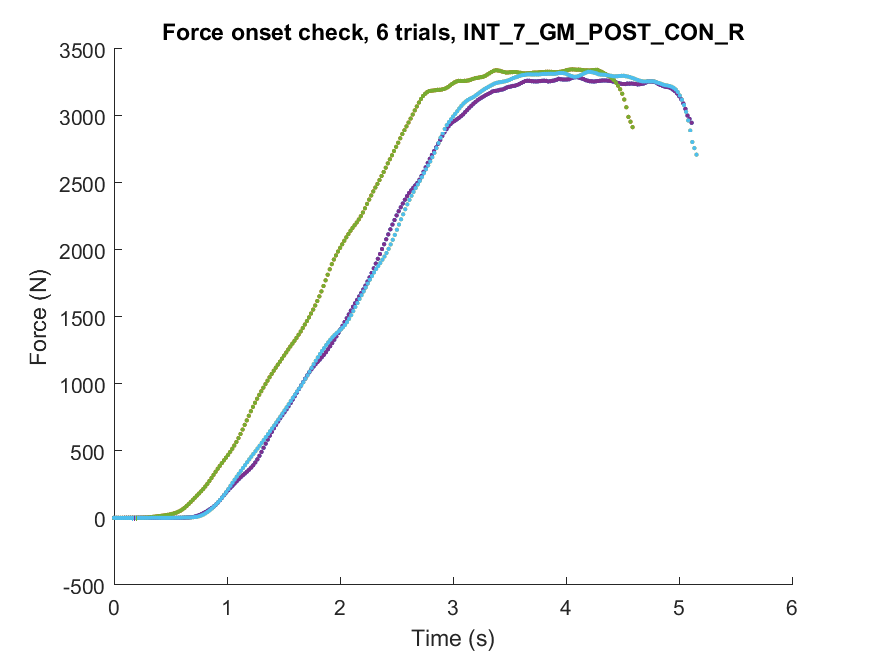 Force onset check, 6 trials, INT_7_GM_POST_CON_R
3500
3000
2500
2000
1500
1000
500
0
-500
Force (N)
0 1 2 3 4 5 6
Time (s)